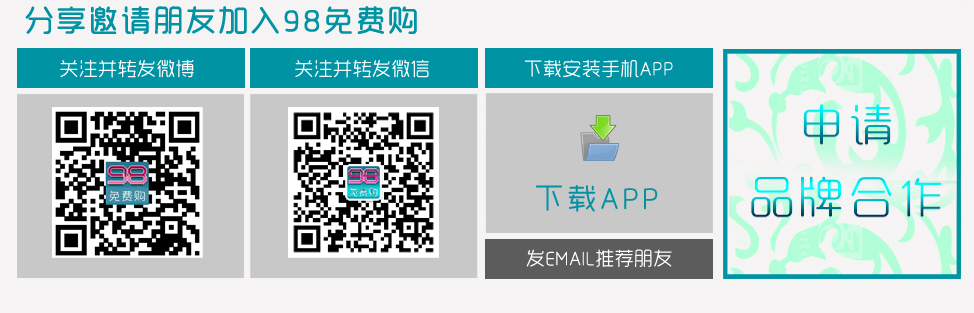 分享邀请朋友加入98免费购
关注并转发微博
关注并转发微信
下载安装手机APP
98
免费购
98
免费购
下载APP
发EMAIL推荐朋友
申请
品牌合作